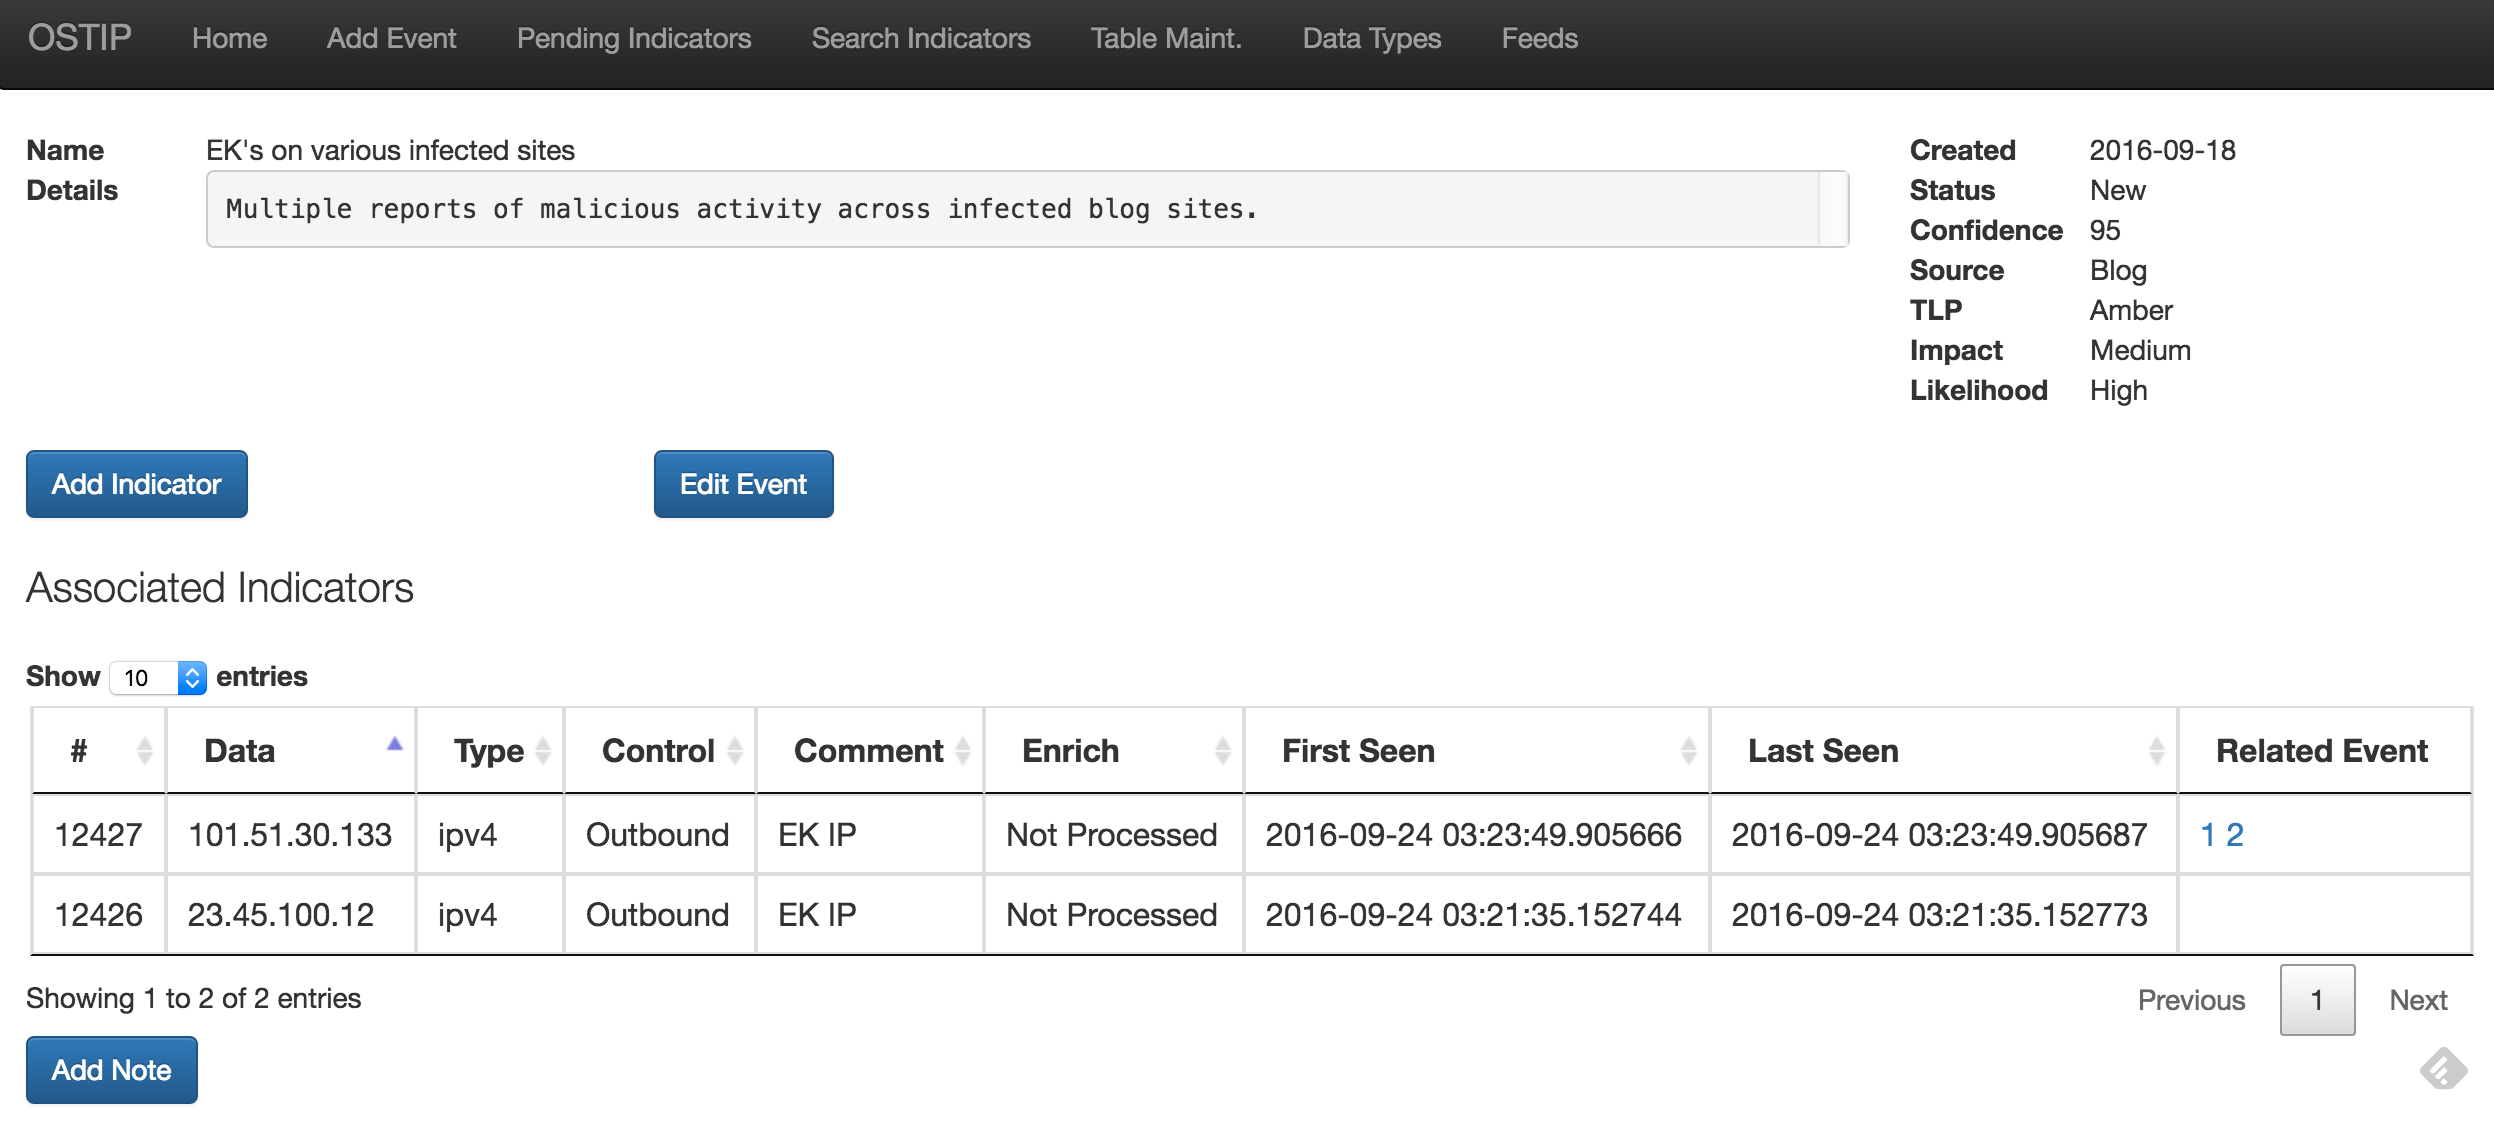 OSTIP Home Add Event Pending Indicators Search Indicators Table Maint. Data Types Feeds
Name EK's on various infected sites
Details Multiple reports of malicious activity across infected blog sites.
Created 2016-09-18
Status New
Confidence 95
Source Blog
TLP Amber
Impact Medium
Likelihood High
Add Indicator Edit Event
Associated Indicators
Show 10 entries
# Data Type Control Comment Enrich First Seen Last Seen Related Event
12427 101.51.30.133 ipv4 Outbound EK IP Not Processed 2016-09-24 03:23:49.905666 2016-09-24 03:23:49.905687 1 2
12426 23.45.100.12 ipv4 Outbound EK IP Not Processed 2016-09-24 03:21:35.152744 2016-09-24 03:21:35.152773
Showing 1 to 2 of 2 entries Previous 1 Next
Add Note